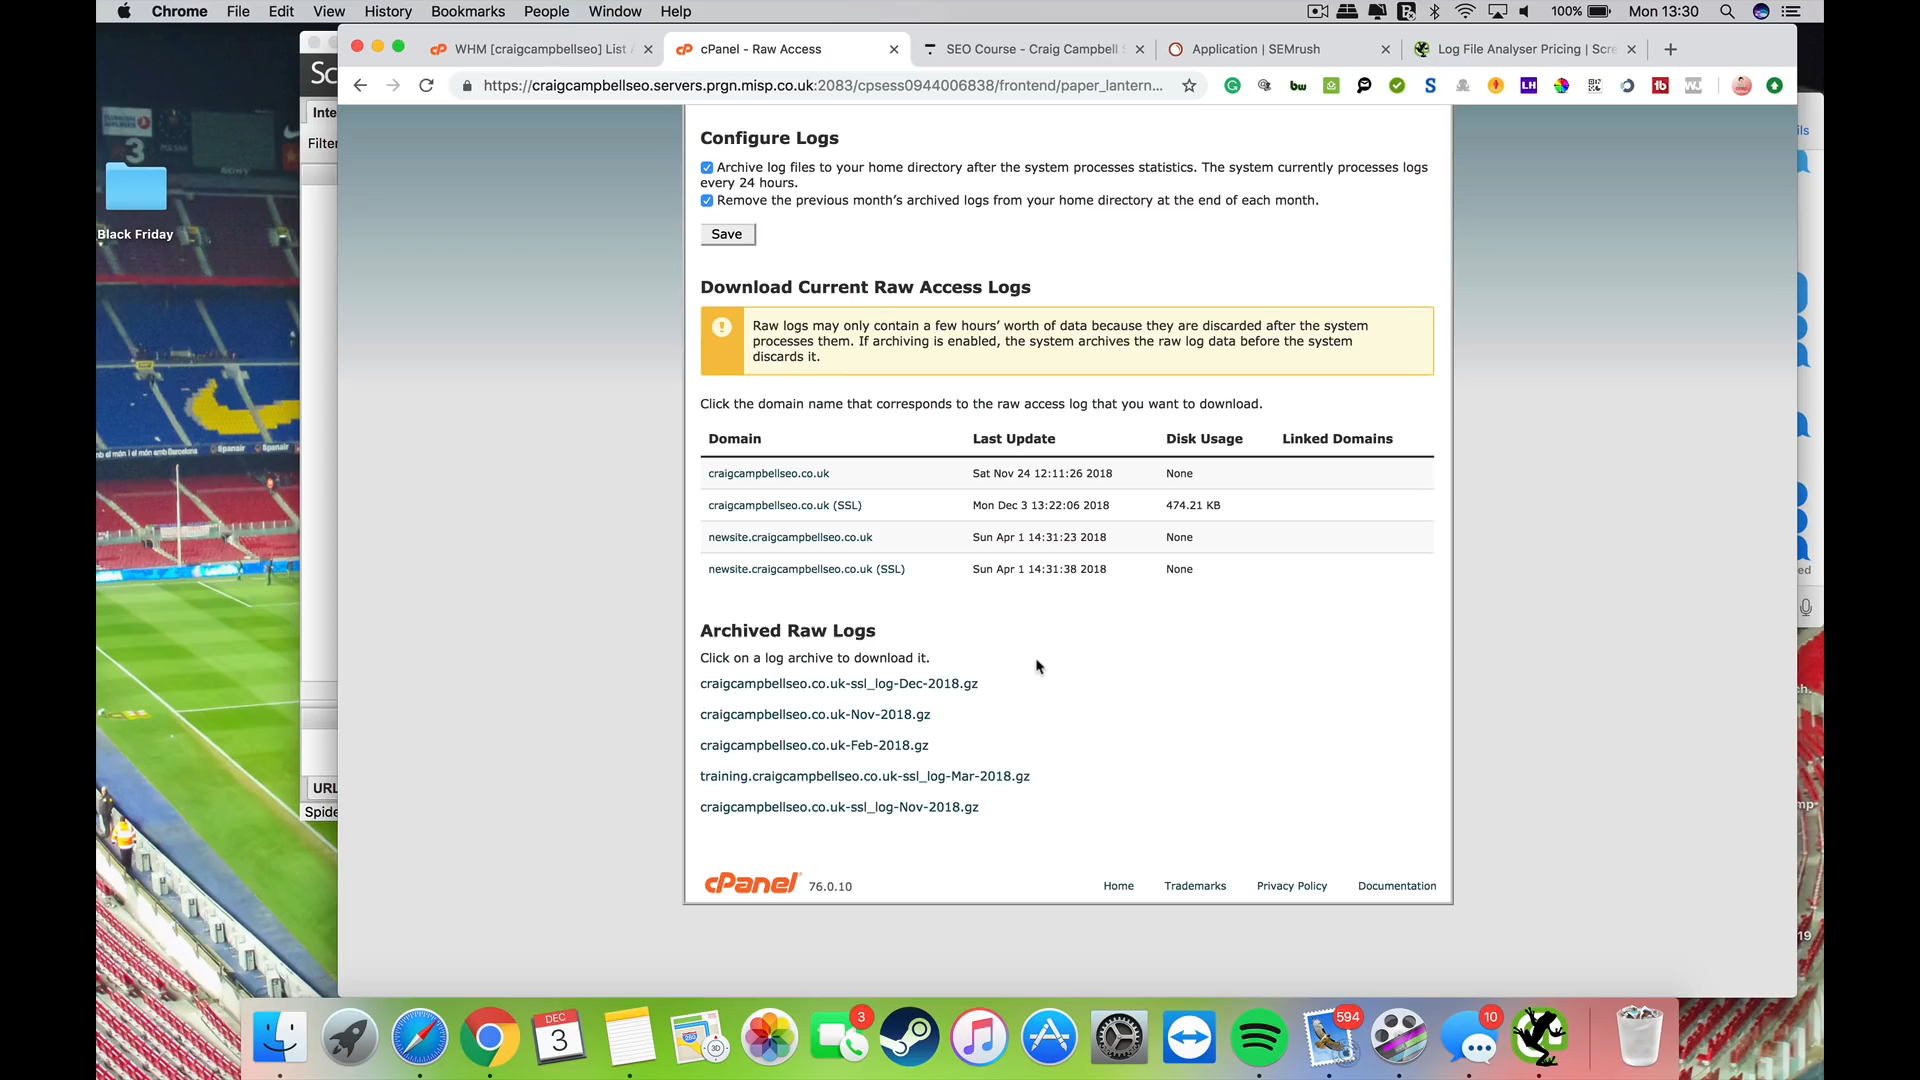 Chrome File Edit View History Bookmarks People Window Help
100% Mon 13:30
WHM [craigcampbellseo] List
cPanel - Raw Access
SEO Course - Craig Campbell
Application | SEMrush
Log File Analyser Pricing | Scre
https://craigcampbellseo.servers.prgn.misp.co.uk:2083/cpsess0944006838/frontend/paper_lantern...
Sc
Inte
Filter
Black Friday
Configure Logs
Archive log files to your home directory after the system processes statistics. The system currently processes logs
every 24 hours.
Remove the previous month's archived logs from your home directory at the end of each month.
Save
Download Current Raw Access Logs
Raw logs may only contain a few hours' worth of data because they are discarded after the system
processes them. If archiving is enabled, the system archives the raw log data before the system
discards it.
Click the domain name that corresponds to the raw access log that you want to download.
Domain Last Update Disk Usage Linked Domains
craigcampbellseo.co.uk Sat Nov 24 12:11:26 2018 None
craigcampbellseo.co.uk (SSL) Mon Dec 3 13:22:06 2018 474.21 KB
newsite.craigcampbellseo.co.uk Sun Apr 1 14:31:23 2018 None
newsite.craigcampbellseo.co.uk (SSL) Sun Apr 1 14:31:38 2018 None
Archived Raw Logs
Click on a log archive to download it.
craigcampbellseo.co.uk-ssl_log-Dec-2018.gz
craigcampbellseo.co.uk-Nov-2018.gz
craigcampbellseo.co.uk-Feb-2018.gz
training.craigcampbellseo.co.uk-ssl_log-Mar-2018.gz
craigcampbellseo.co.uk-ssl_log-Nov-2018.gz
URL
Spide
cPanel 76.0.10
Home Trademarks Privacy Policy Documentation
DEC
3
3
594
10